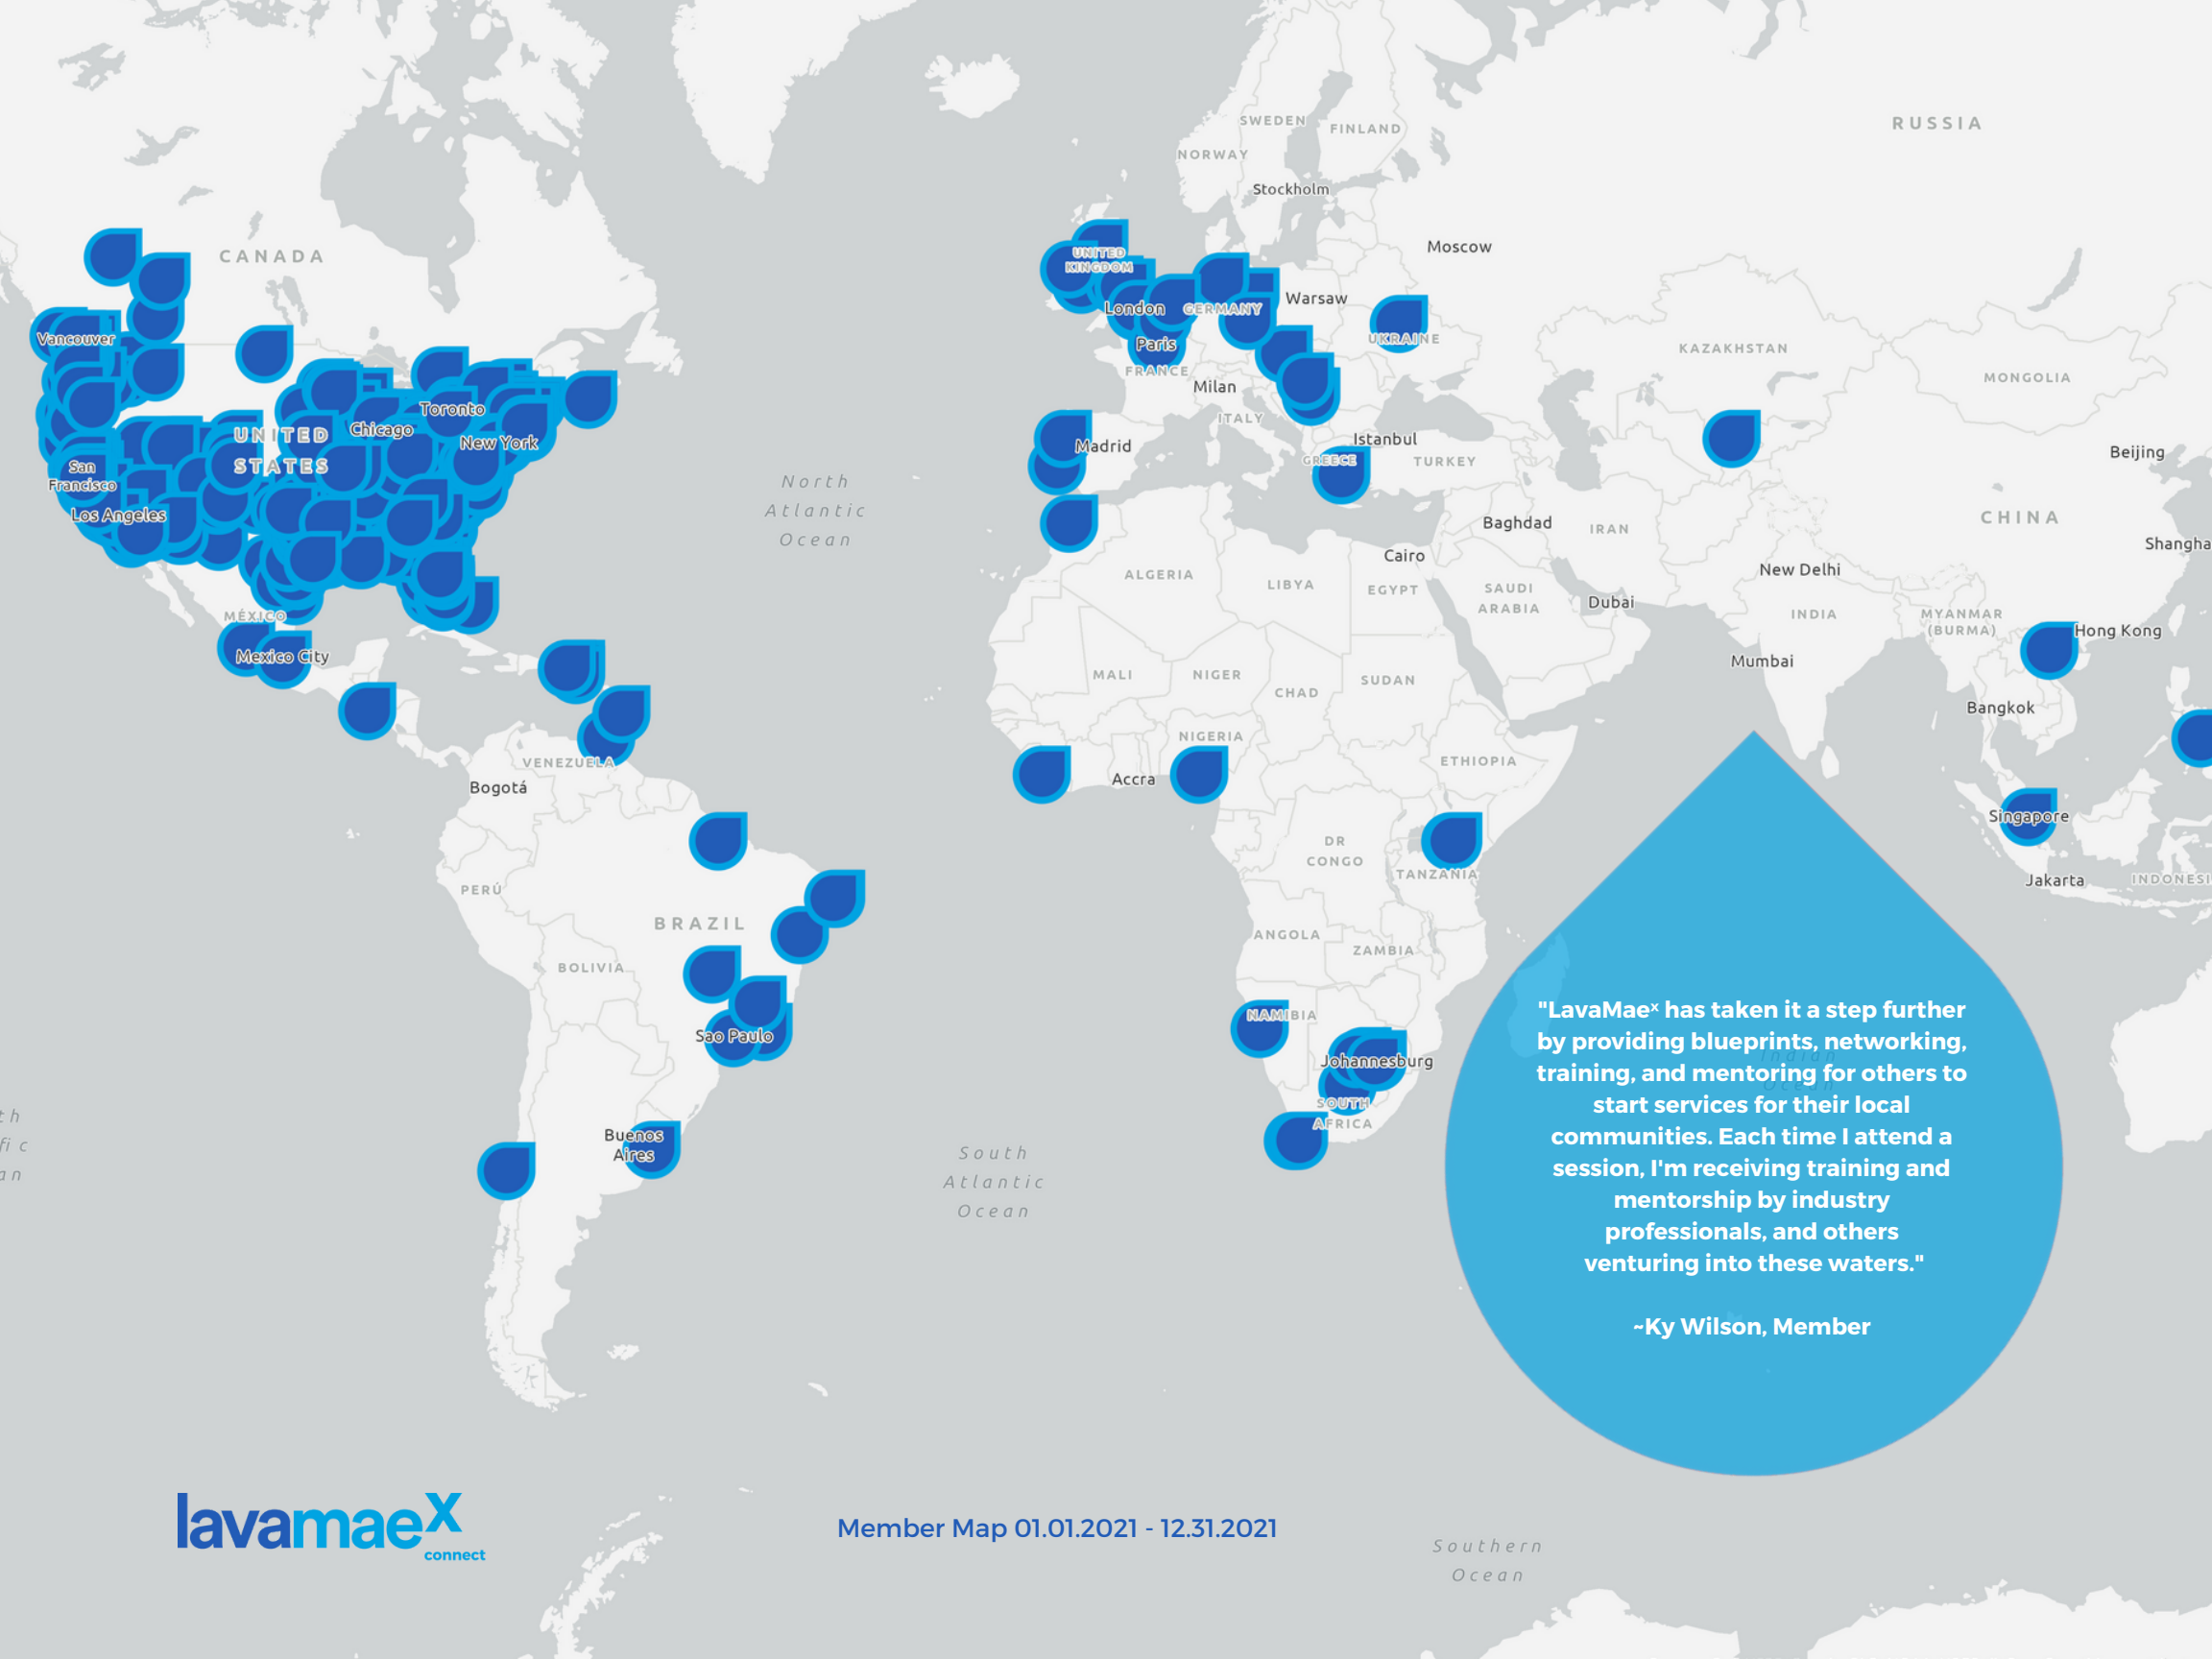 RUSSIA
SWEDEN
FINLAND
NORWAY
Stockholm
Moscow
CANADA
UNITED
KINGDOM
Warsaw
London
GERMANY
UKRAINE
Vancouver
Paris
KAZAKHSTAN
FRANCE
MONGOLIA
Milan
Toronto
ITALY
Chicago
UNITED
STATES
New York
Istanbul
Madrid
Beijing
GREECE
TURKEY
San
Francisco
North
Atlantic
Ocean
Los Angeles
CHINA
Baghdad
IRAN
Shangha
Cairo
New Delhi
ALGERIA
LIBYA
EGYPT
SAUDI
ARABIA
Dubai
INDIA
MYANMAR
(BURMA)
MÉXICO
Hong Kong
Mexico City
Mumbai
MALI
NIGER
SUDAN
CHAD
Bangkok
NIGERIA
VENEZUELA
ETHIOPIA
Bogotá
Accra
Singapore
DR
CONGO
TANZANIA
Jakarta
INDONESI
PERÚ
BRAZIL
ANGOLA
ZAMBIA
BOLIVIA
NAMIBIA
Sao Paulo
Johannesburg
SOUTH
AFRICA
Indian
Ocean
"LavaMaeˣ has taken it a step further
by providing blueprints, networking,
training, and mentoring for others to
start services for their local
communities. Each time I attend a
session, I'm receiving training and
mentorship by industry
professionals, and others
venturing into these waters."
~Ky Wilson, Member
th
fic
an
Buenos
Aires
South
Atlantic
Ocean
lavamaeX
connect
Member Map 01.01.2021 - 12.31.2021
Southern
Ocean